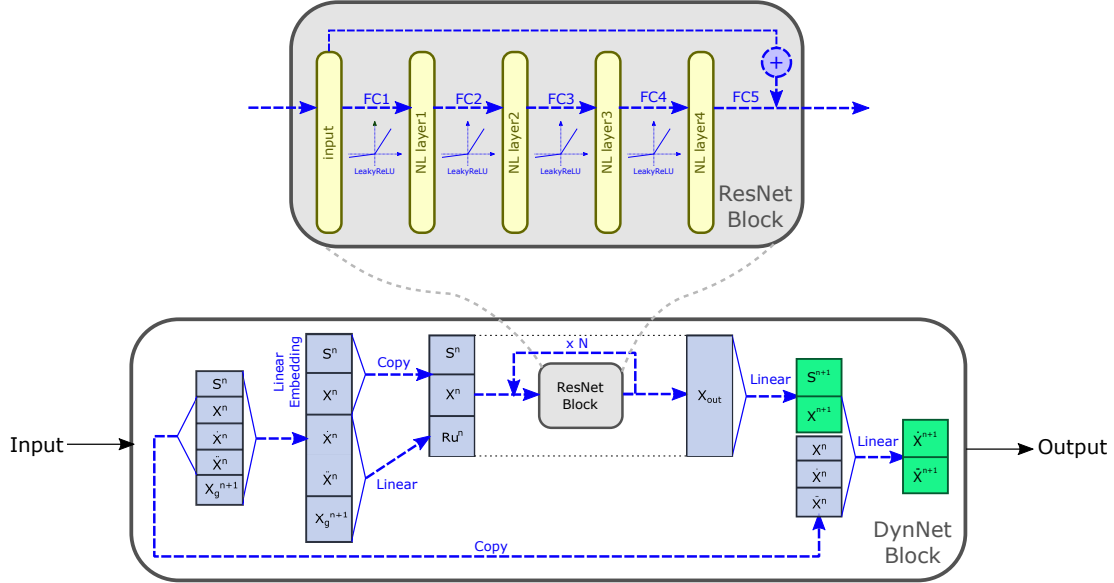 FC1
FC2
FC3
FC4
FC5
+
input
NL layer1
NL layer2
NL layer3
NL layer4
LeakyReLU
LeakyReLU
LeakyReLU
LeakyReLU
ResNet
Block
Input
Sⁿ
Xⁿ
Ẋⁿ
Ẍⁿ
X_g^{n+1}
Linear
Embedding
Sⁿ
Xⁿ
Ẋⁿ
Ẍⁿ
X_g^{n+1}
Copy
Linear
Sⁿ
Xⁿ
Ruⁿ
x N
ResNet
Block
X_out
Linear
S^{n+1}
X^{n+1}
Xⁿ
Ẋⁿ
Ẍⁿ
Linear
Ẋ^{n+1}
Ẍ^{n+1}
Output
Copy
DynNet
Block